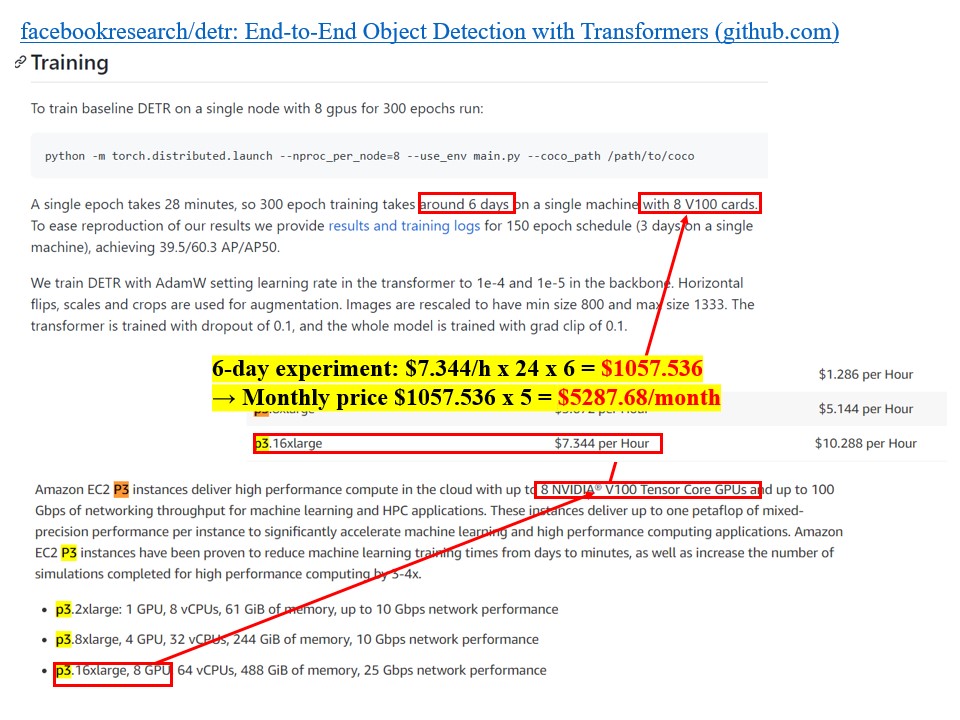 facebookresearch/detr: End-to-End Object Detection with Transformers (github.com)
Training
To train baseline DETR on a single node with 8 gpus for 300 epochs run:
python -m torch.distributed.launch --nproc_per_node=8 --use_env main.py --coco_path /path/to/coco
A single epoch takes 28 minutes, so 300 epoch training takes around 6 days on a single machine with 8 V100 cards.
To ease reproduction of our results we provide results and training logs for 150 epoch schedule (3 days on a single
machine), achieving 39.5/60.3 AP/AP50.
We train DETR with AdamW setting learning rate in the transformer to 1e-4 and 1e-5 in the backbone. Horizontal
flips, scales and crops are used for augmentation. Images are rescaled to have min size 800 and max size 1333. The
transformer is trained with dropout of 0.1, and the whole model is trained with grad clip of 0.1.
6-day experiment: $7.344/h x 24 x 6 = $1057.536
$1.286 per Hour
→ Monthly price $1057.536 x 5 = $5287.68/month
$5.144 per Hour
p3.16xlarge $7.344 per Hour $10.288 per Hour
Amazon EC2 P3 instances deliver high performance compute in the cloud with up to 8 NVIDIA® V100 Tensor Core GPUs and up to 100
Gbps of networking throughput for machine learning and HPC applications. These instances deliver up to one petaflop of mixed-
precision performance per instance to significantly accelerate machine learning and high performance computing applications. Amazon
EC2 P3 instances have been proven to reduce machine learning training times from days to minutes, as well as increase the number of
simulations completed for high performance computing by 3-4x.
• p3.2xlarge: 1 GPU, 8 vCPUs, 61 GiB of memory, up to 10 Gbps network performance
• p3.8xlarge, 4 GPU, 32 vCPUs, 244 GiB of memory, 10 Gbps network performance
• p3.16xlarge, 8 GPU, 64 vCPUs, 488 GiB of memory, 25 Gbps network performance